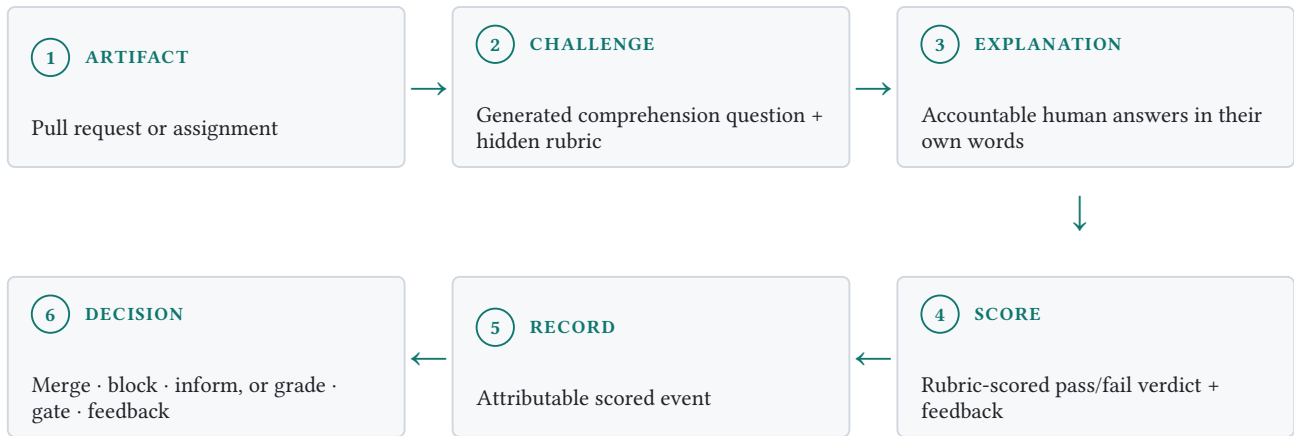 1 ARTIFACT
Pull request or assignment
2 CHALLENGE
Generated comprehension question +
hidden rubric
3 EXPLANATION
Accountable human answers in their
own words
4 SCORE
Rubric-scored pass/fail verdict +
feedback
5 RECORD
Attributable scored event
6 DECISION
Merge · block · inform, or grade ·
gate · feedback